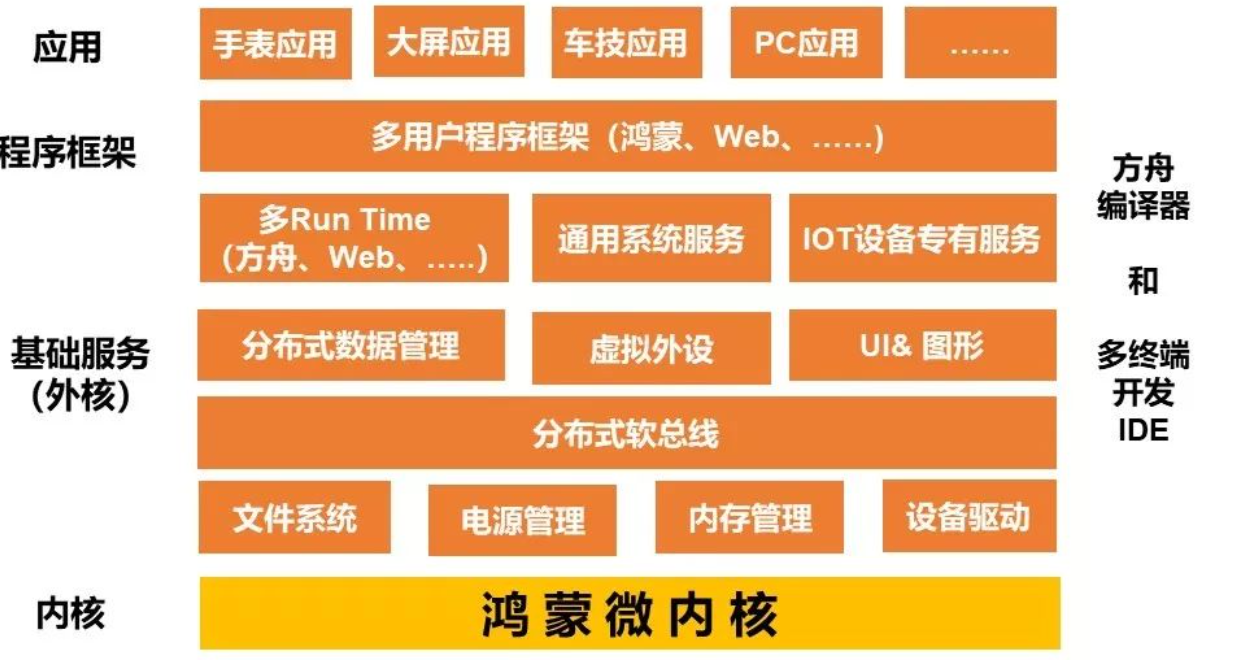 应用
手表应用
大屏应用
车技应用
PC应用
……
程序框架
多用户程序框架（鸿蒙、Web、……)
多Run Time
（方舟、Web、…..)
通用系统服务
IOT设备专有服务
基础服务
（外核）
分布式数据管理
虚拟外设
UI& 图形
分布式软总线
文件系统
电源管理
内存管理
设备驱动
内核
鸿蒙微内核
方舟
编译器
和
多终端
开发
IDE